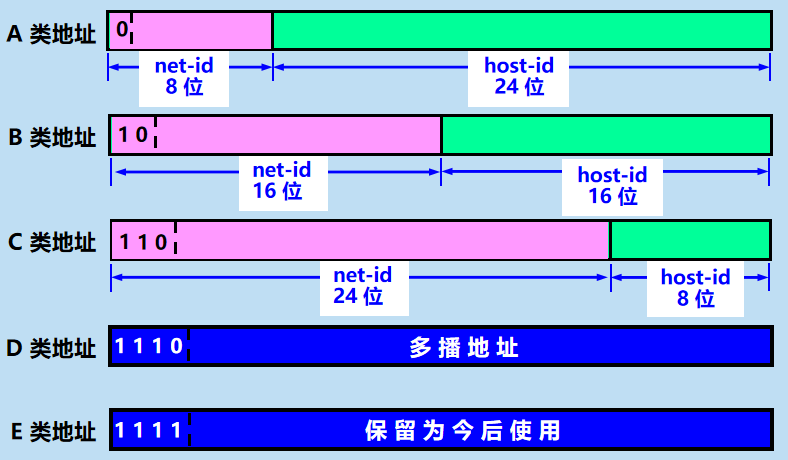 A 类地址
0
net-id
8 位
host-id
24 位
B 类地址
1 0
net-id
16 位
host-id
16 位
C 类地址
1 1 0
net-id
24 位
host-id
8 位
D 类地址
1 1 1 0
多播地址
E 类地址
1 1 1 1
保留为今后使用